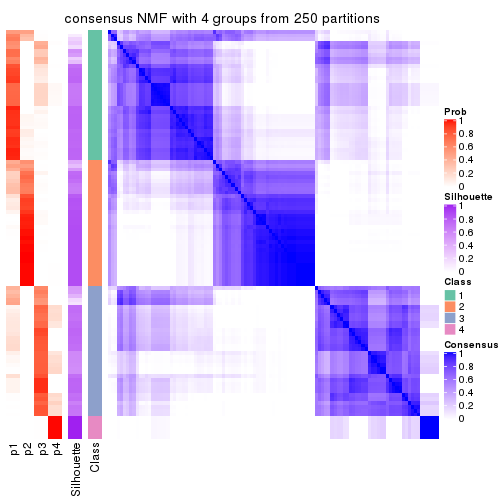 consensus NMF with 4 groups from 250 partitions
Prob
1
0.8
0.6
0.4
0.2
0
Silhouette
1
0.8
0.6
0.4
0.2
0
Class
1
2
3
4
Consensus
1
0.8
0.6
0.4
0.2
0
p1
p2
p3
p4
Silhouette
Class